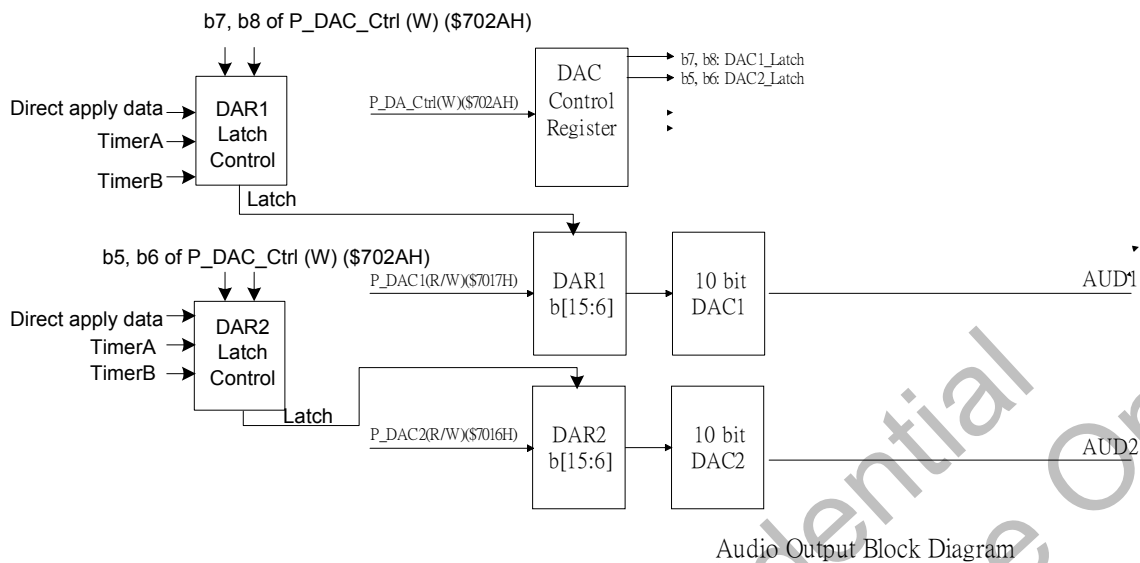 b7, b8 of P_DAC_Ctrl (W) ($702AH)
Direct apply data
TimerA
TimerB
DAR1
Latch
Control
Latch
P_DA_Ctrl(W)($702AH)
DAC
Control
Register
b7, b8: DAC1_Latch
b5, b6: DAC2_Latch
b5, b6 of P_DAC_Ctrl (W) ($702AH)
Direct apply data
TimerA
TimerB
DAR2
Latch
Control
Latch
P_DAC1(R/W)($7017H)
DAR1
b[15:6]
10 bit
DAC1
AUD1
P_DAC2(R/W)($7016H)
DAR2
b[15:6]
10 bit
DAC2
AUD2
Audio Output Block Diagram